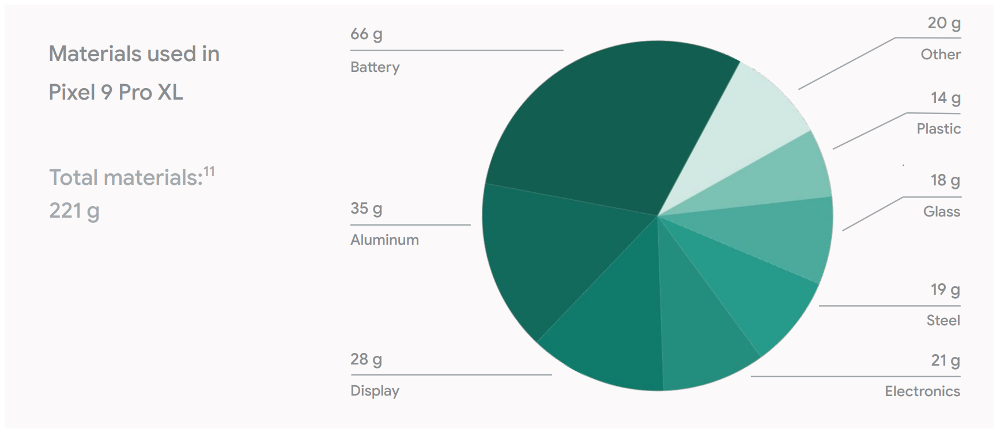 Materials used in
Pixel 9 Pro XL
Total materials:11
221 g
66 g
Battery
35 g
Aluminum
28 g
Display
20 g
Other
14 g
Plastic
18 g
Glass
19 g
Steel
21 g
Electronics